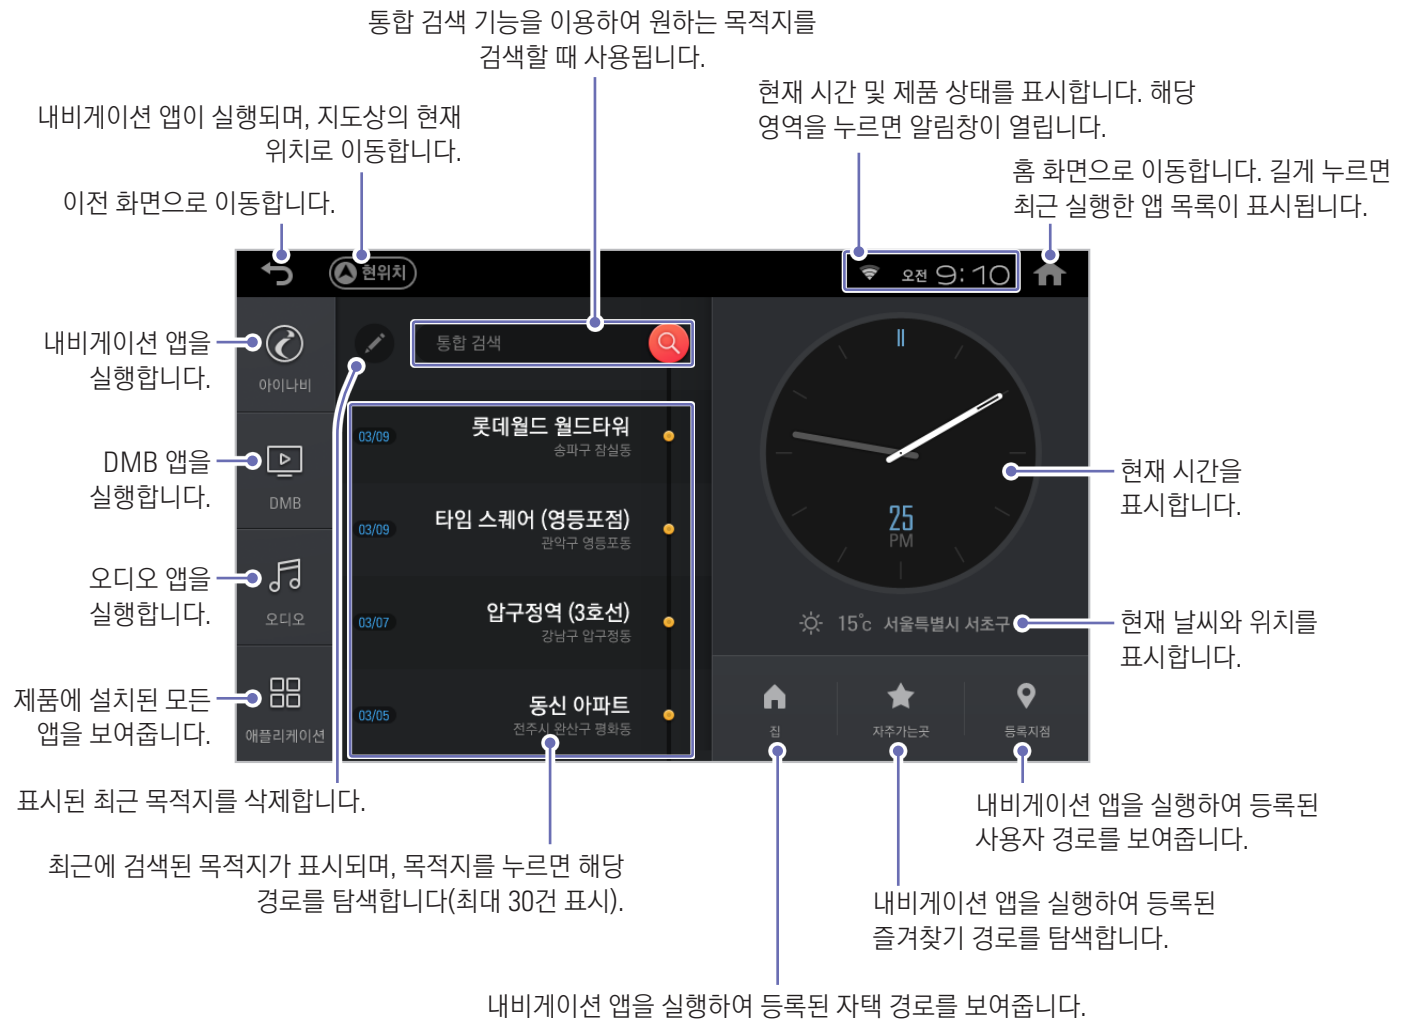 통합 검색 기능을 이용하여 원하는 목적지를
검색할 때 사용됩니다.
현재 시간 및 제품 상태를 표시합니다. 해당
영역을 누르면 알림창이 열립니다.
내비게이션 앱이 실행되며, 지도상의 현재
위치로 이동합니다.
홈 화면으로 이동합니다. 길게 누르면
최근 실행한 앱 목록이 표시됩니다.
이전 화면으로 이동합니다.
현위치
오전 9:10
내비게이션 앱을
실행합니다.
아이나비
통합 검색
DMB 앱을
실행합니다.
DMB
오디오 앱을
실행합니다.
오디오
제품에 설치된 모든
앱을 보여줍니다.
애플리케이션
03/09
롯데월드 월드타워
송파구 잠실동
03/09
타임 스퀘어 (영등포점)
관악구 영등포동
03/07
압구정역 (3호선)
강남구 압구정동
03/05
동신 아파트
전주시 완산구 평화동
25
PM
현재 시간을
표시합니다.
15°c 서울특별시 서초구
현재 날씨와 위치를
표시합니다.
집
자주가는곳
등록지점
표시된 최근 목적지를 삭제합니다.
내비게이션 앱을 실행하여 등록된
사용자 경로를 보여줍니다.
최근에 검색된 목적지가 표시되며, 목적지를 누르면 해당
경로를 탐색합니다(최대 30건 표시).
내비게이션 앱을 실행하여 등록된
즐겨찾기 경로를 탐색합니다.
내비게이션 앱을 실행하여 등록된 자택 경로를 보여줍니다.